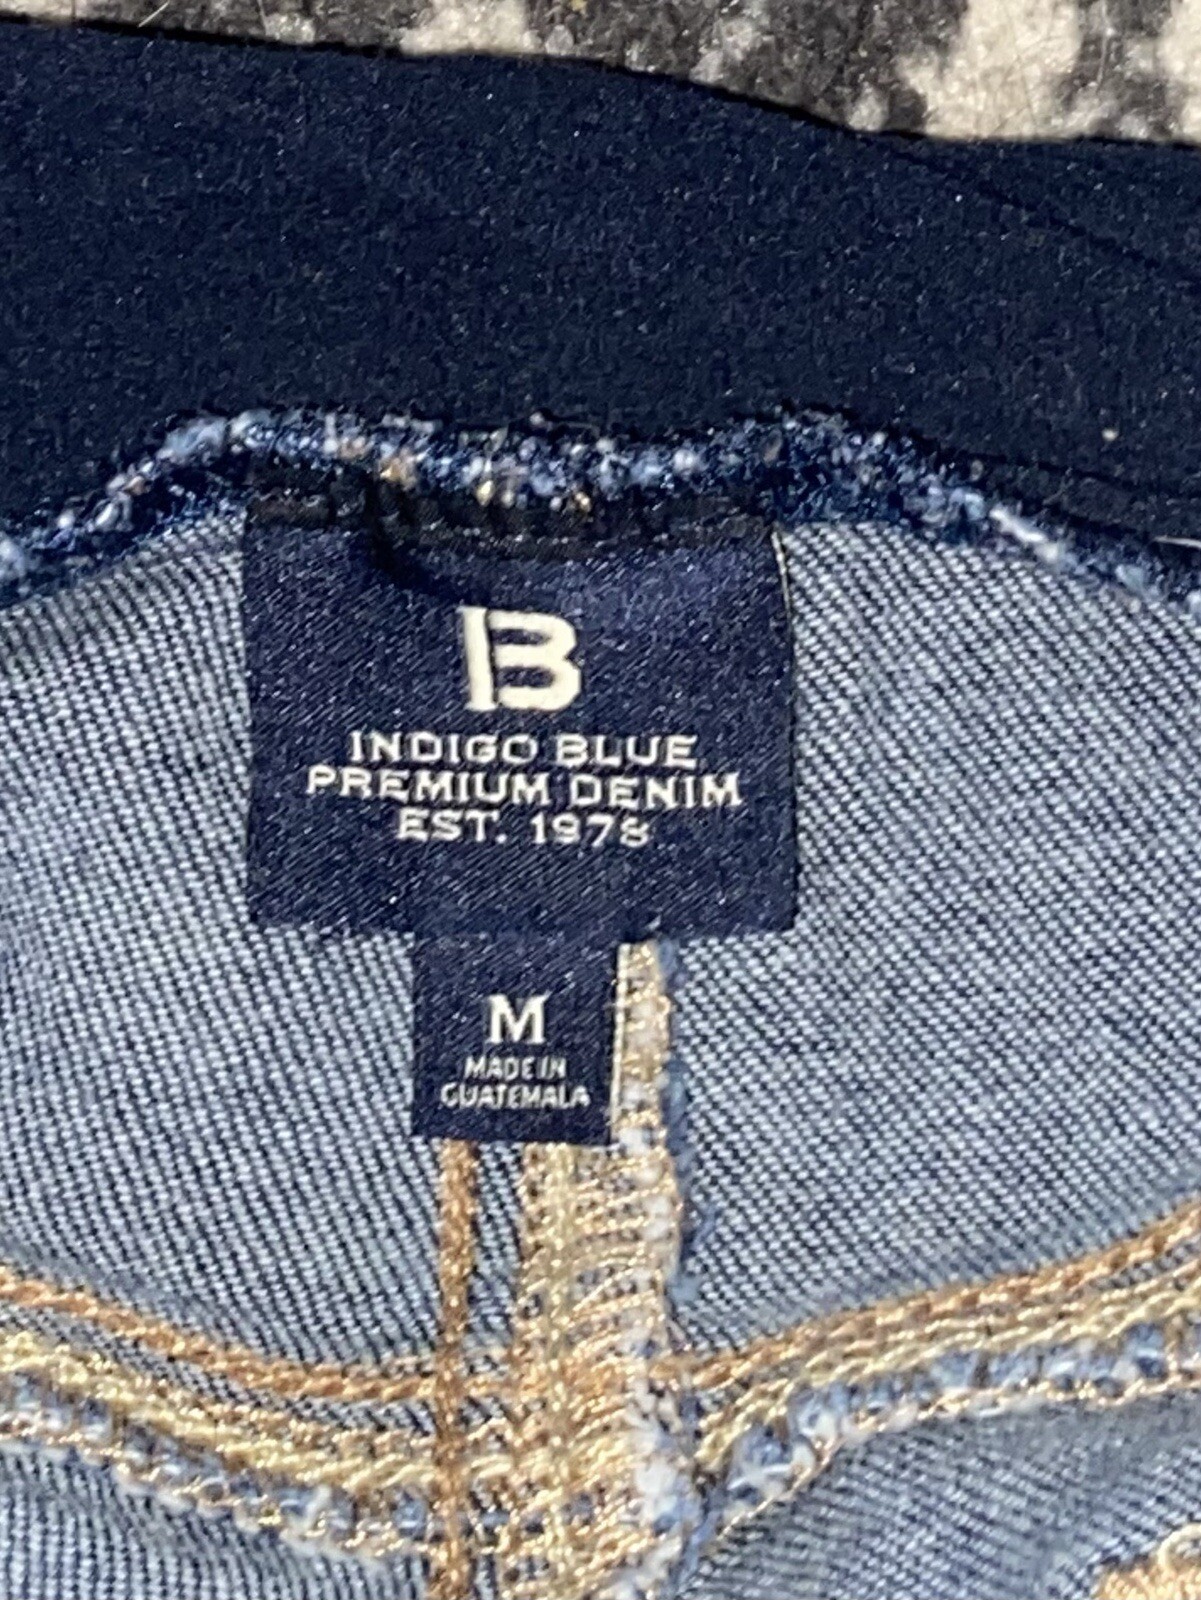 B
INDIGO BLUE
PREMIUM DENIM
EST. 1978
M
MADE IN
GUATEMALA